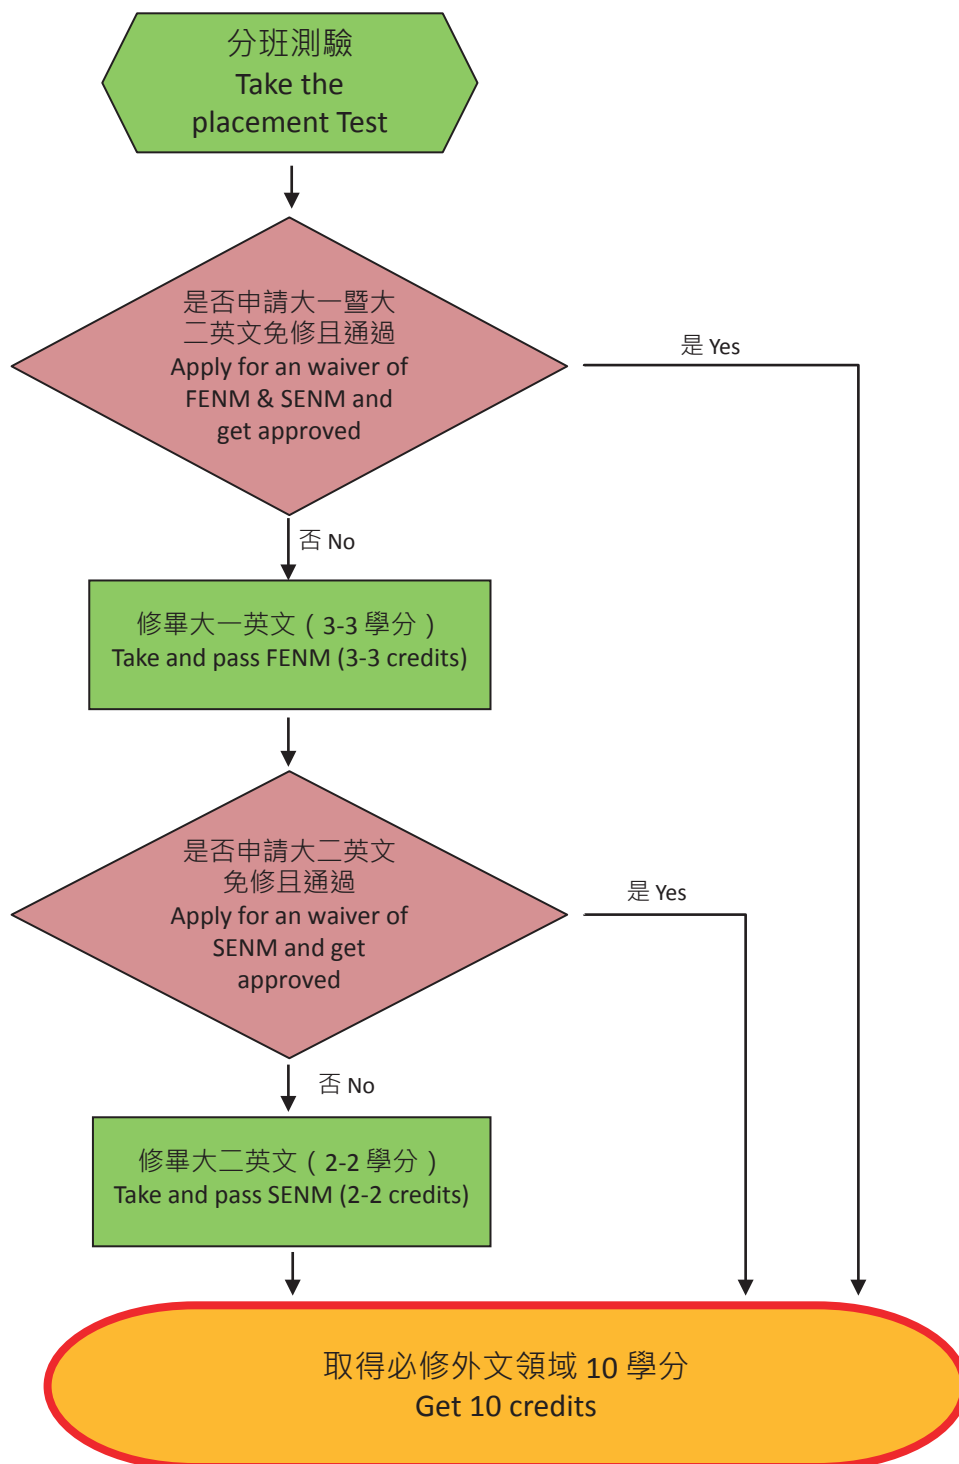 分班測驗
Take the
placement Test
是否申請大一暨大
二英文免修且通過
Apply for an waiver of
FENM & SENM and
get approved
是 Yes
否 No
修畢大一英文（3-3 學分）
Take and pass FENM (3-3 credits)
是否申請大二英文
免修且通過
Apply for an waiver of
SENM and get
approved
是 Yes
否 No
修畢大二英文（2-2 學分）
Take and pass SENM (2-2 credits)
取得必修外文領域 10 學分
Get 10 credits